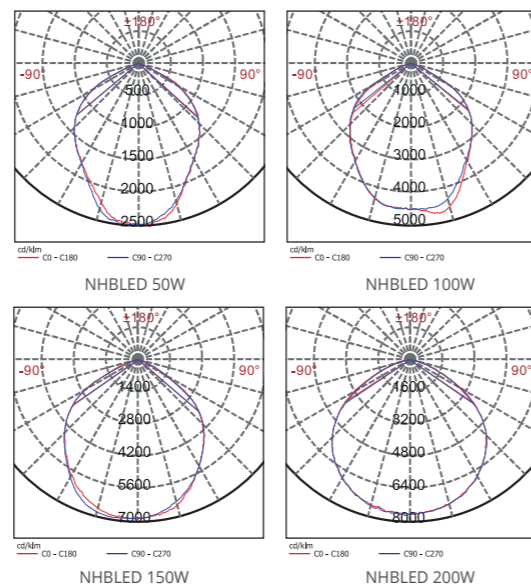 ±180° ±180°
-90° 90° -90° 90°
500 1000
1000 2000
1500 3000
2000 4000
2500 5000
cd/klm cd/klm
C0 - C180 C90 - C270 C0 - C180 C90 - C270
NHBLED 50W NHBLED 100W
±180° ±180°
-90° 90° -90° 90°
1400 1600
2800 3200
4200 4800
5600 6400
7000 8000
cd/klm cd/klm
C0 - C180 C90 - C270 C0 - C180 C90 - C270
NHBLED 150W NHBLED 200W